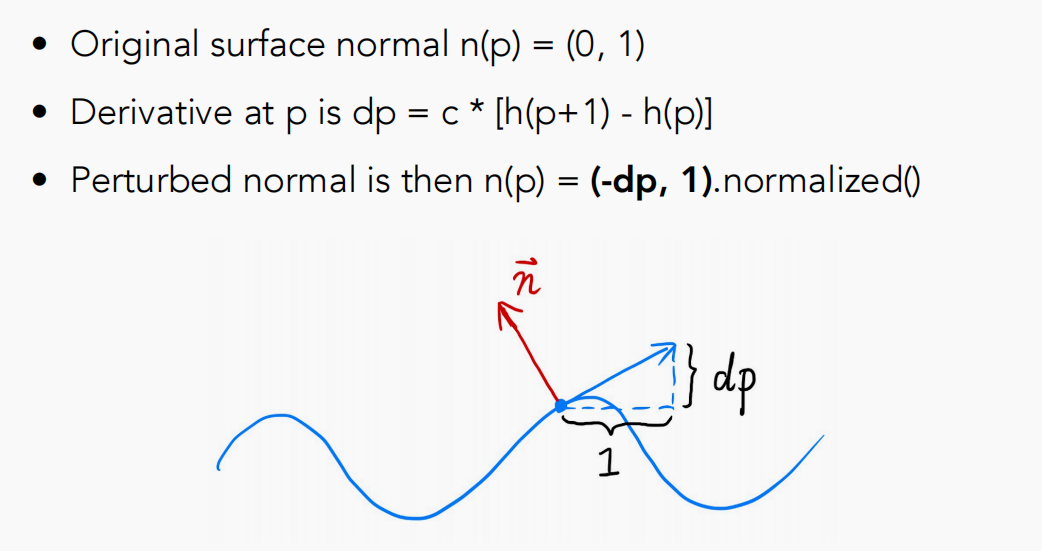 • Original surface normal n(p) = (0, 1)
• Derivative at p is dp = c * [h(p+1) - h(p)]
• Perturbed normal is then n(p) = (-dp, 1).normalized()
n⃗
dp
1